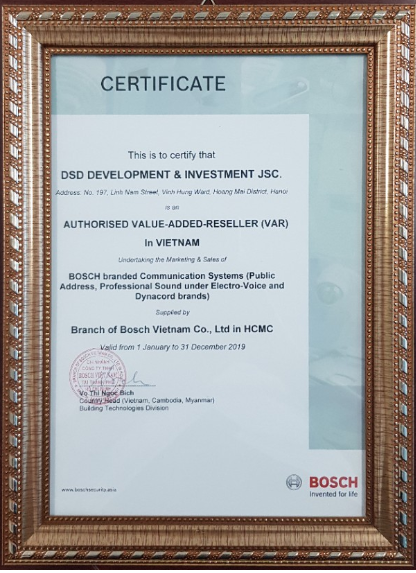 CERTIFICATE
This is to certify that
DSD DEVELOPMENT & INVESTMENT JSC.
Address: No. 197, Linh Nam Street, Vinh Hung Ward, Hoang Mai District, Hanoi
is an
AUTHORISED VALUE-ADDED-RESELLER (VAR)
In VIETNAM
Undertaking the Marketing & Sales of
BOSCH branded Communication Systems (Public
Address, Professional Sound under Electro-Voice and
Dynacord brands)
Supplied by
Branch of Bosch Vietnam Co., Ltd in HCMC
Valid from 1 January to 31 December 2019
BOSCH VIỆT NAM
Vo Thi Ngoc Bich
Country Head (Vietnam, Cambodia, Myanmar)
Building Technologies Division
BOSCH
Invented for life